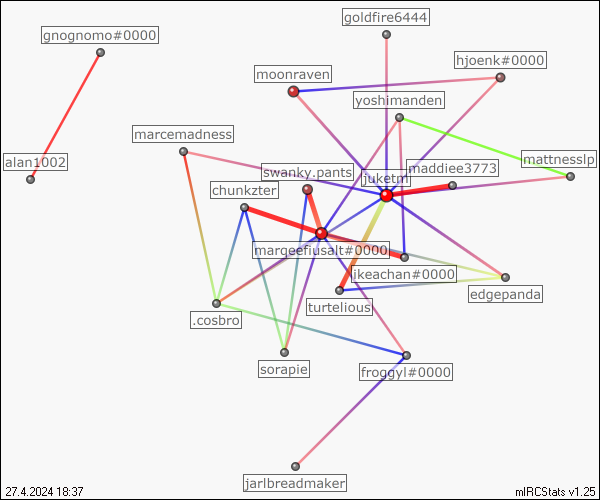 goldfire6444
gnognomo#0000
hjoenk#0000
moonraven
yoshimanden
marcemadness
alan1002
mattnesslp
maddiee3773
swanky.pants
juketni
chunkzter
margeefiusalt#0000
ikeachan#0000
edgepanda
turtelious
.cosbro
sorapie
froggyl#0000
jarlbreadmaker
27.4.2024 18:37
mIRCStats v1.25